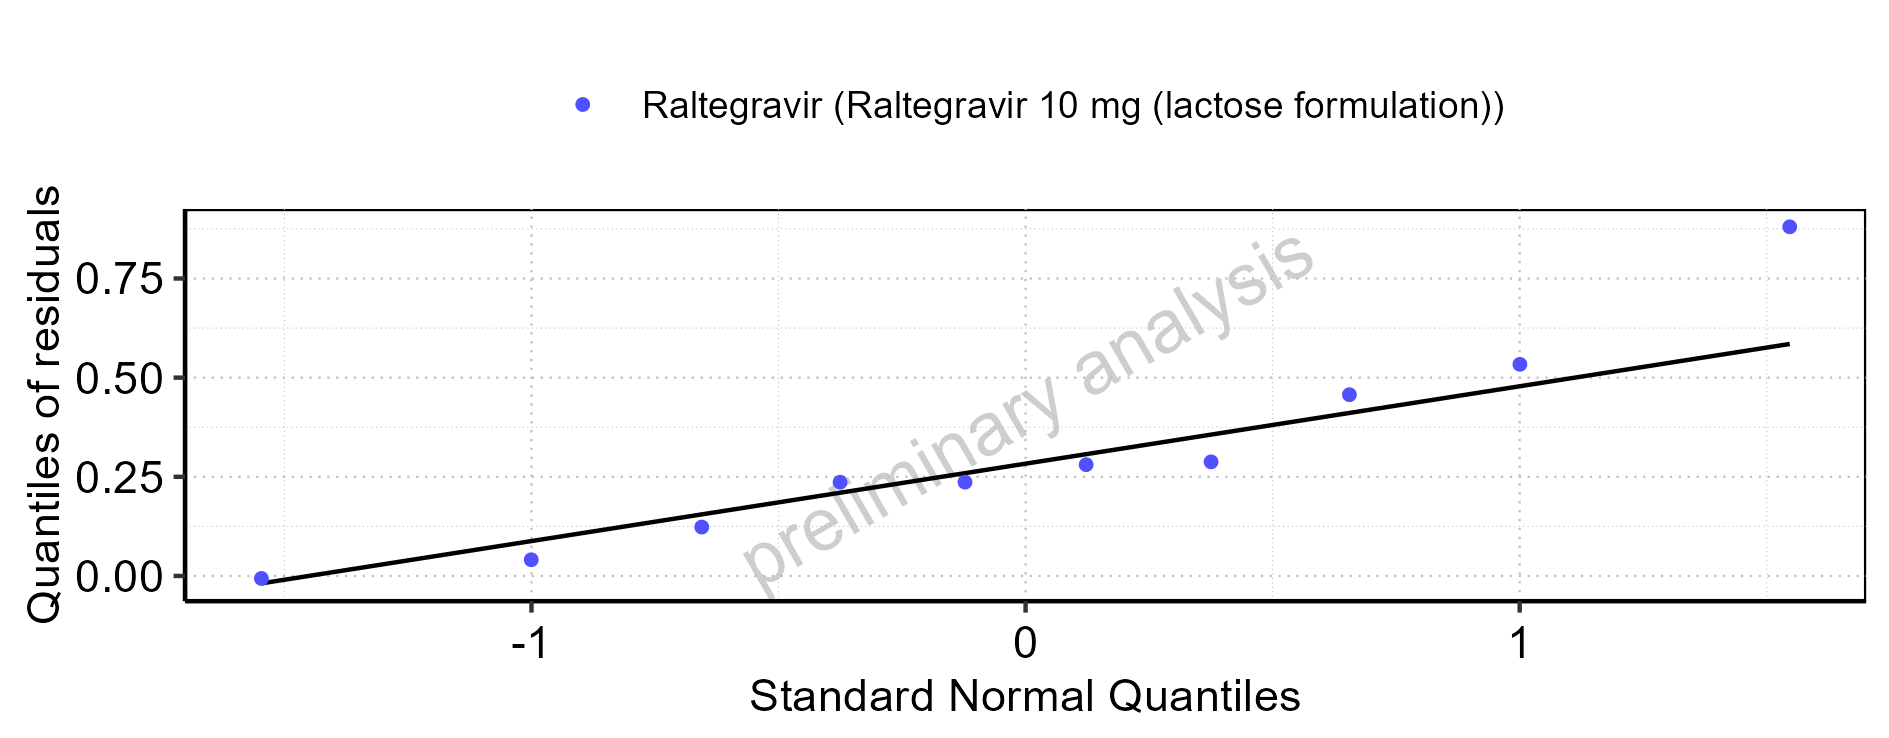 Raltegravir (Raltegravir 10 mg (lactose formulation))
Quantiles of residuals
0.75
0.50
0.25
0.00
preliminary analysis
-1 0 1
Standard Normal Quantiles